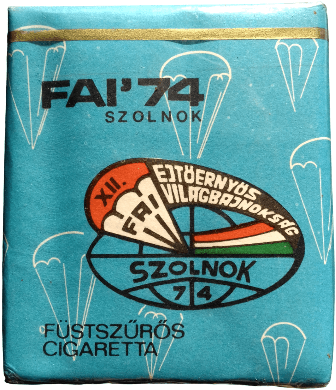 FAI'74
SZOLNOK
XII.
FAI
EJTŐERNYŐS
VILÁGBAJNOKSÁG
SZOLNOK
74
FÜSTSZŰRŐS
CIGARETTA